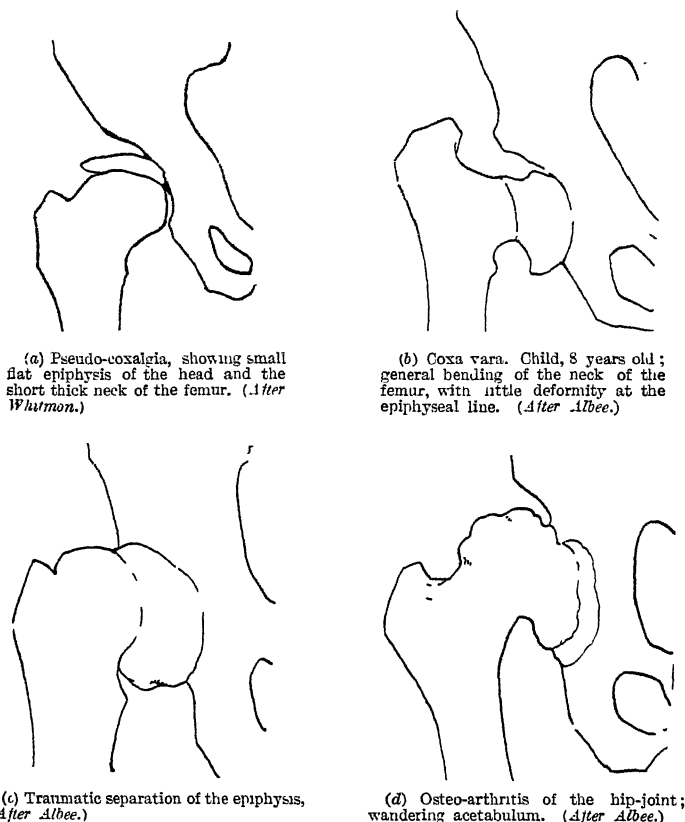 (a) Pseudo-coxalgia, showing small
flat epiphysis of the head and the
short thick neck of the femur. (After
Whitmon.)
(b) Coxa vara. Child, 8 years old;
general bending of the neck of the
femur, with little deformity at the
epiphyseal line. (After Albee.)
(c) Traumatic separation of the epiphysis,
After Albee.)
(d) Osteo-arthritis of the hip-joint;
wandering acetabulum. (After Albee.)